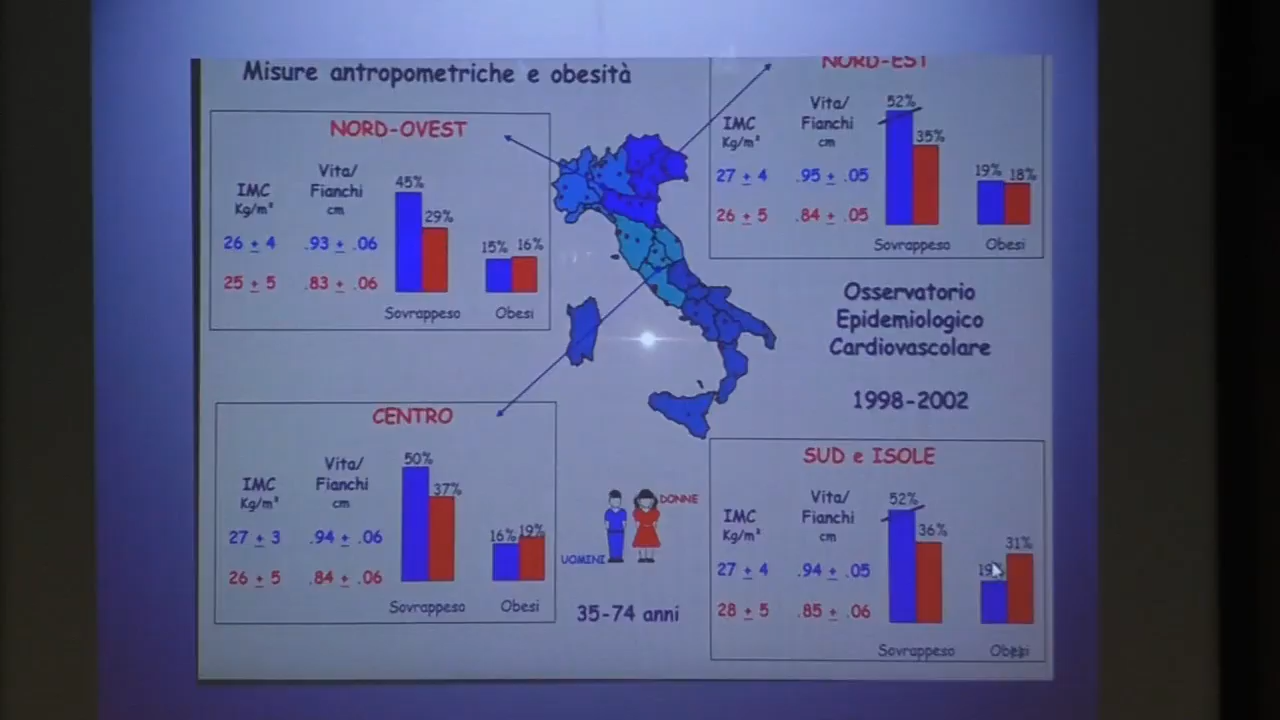 Misure antropometriche e obesità
NORD-OVEST
IMC
Kg/m²
Vita/
Fianchi
cm
26 ± 4
.93 ± .06
25 ± 5
.83 ± .06
45%
29%
15%
16%
Sovrappeso
Obesi
NORD-EST
IMC
Kg/m²
Vita/
Fianchi
cm
27 ± 4
.95 ± .05
26 ± 5
.84 ± .05
52%
35%
19%
18%
Sovrappeso
Obesi
Osservatorio
Epidemiologico
Cardiovascolare
1998-2002
CENTRO
IMC
Kg/m²
Vita/
Fianchi
cm
27 ± 3
.94 ± .06
26 ± 5
.84 ± .06
50%
37%
16%
19%
Sovrappeso
Obesi
DONNE
UOMINI
35-74 anni
SUD e ISOLE
IMC
Kg/m²
Vita/
Fianchi
cm
27 ± 4
.94 ± .05
28 ± 5
.85 ± .06
52%
36%
31%
Sovrappeso
Obesi